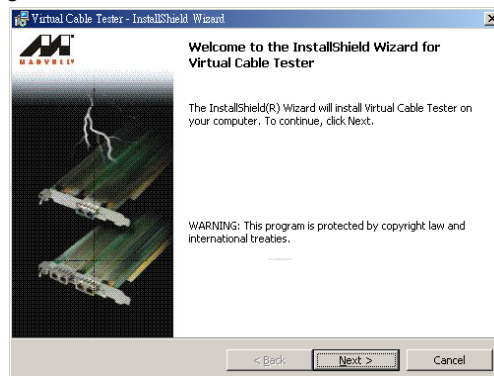 Virtual Cable Tester - InstallShield Wizard
MARVELL
Welcome to the InstallShield Wizard for
Virtual Cable Tester
The InstallShield(R) Wizard will install Virtual Cable Tester on
your computer. To continue, click Next.
WARNING: This program is protected by copyright law and
international treaties.
< Back
Next >
Cancel